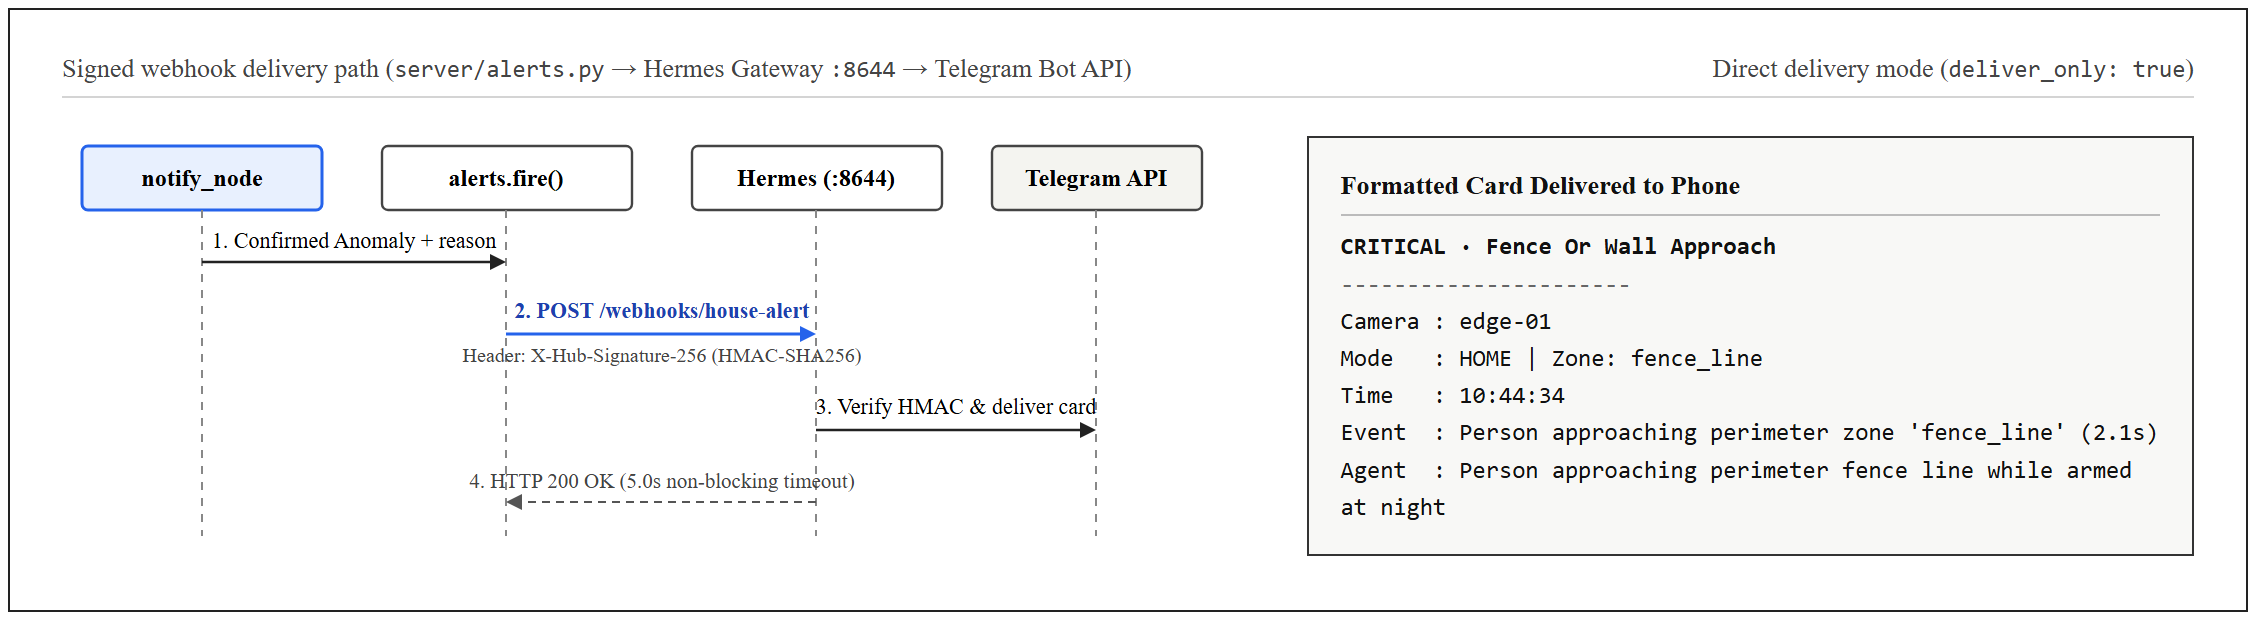 Signed webhook delivery path (server/alerts.py → Hermes Gateway :8644 → Telegram Bot API)
Direct delivery mode (deliver_only: true)
notify_node
alerts.fire()
Hermes (:8644)
Telegram API
1. Confirmed Anomaly + reason
2. POST /webhooks/house-alert
Header: X-Hub-Signature-256 (HMAC-SHA256)
3. Verify HMAC & deliver card
4. HTTP 200 OK (5.0s non-blocking timeout)
Formatted Card Delivered to Phone
CRITICAL · Fence Or Wall Approach
----------------------
Camera : edge-01
Mode   : HOME | Zone: fence_line
Time   : 10:44:34
Event  : Person approaching perimeter zone 'fence_line' (2.1s)
Agent  : Person approaching perimeter fence line while armed
at night